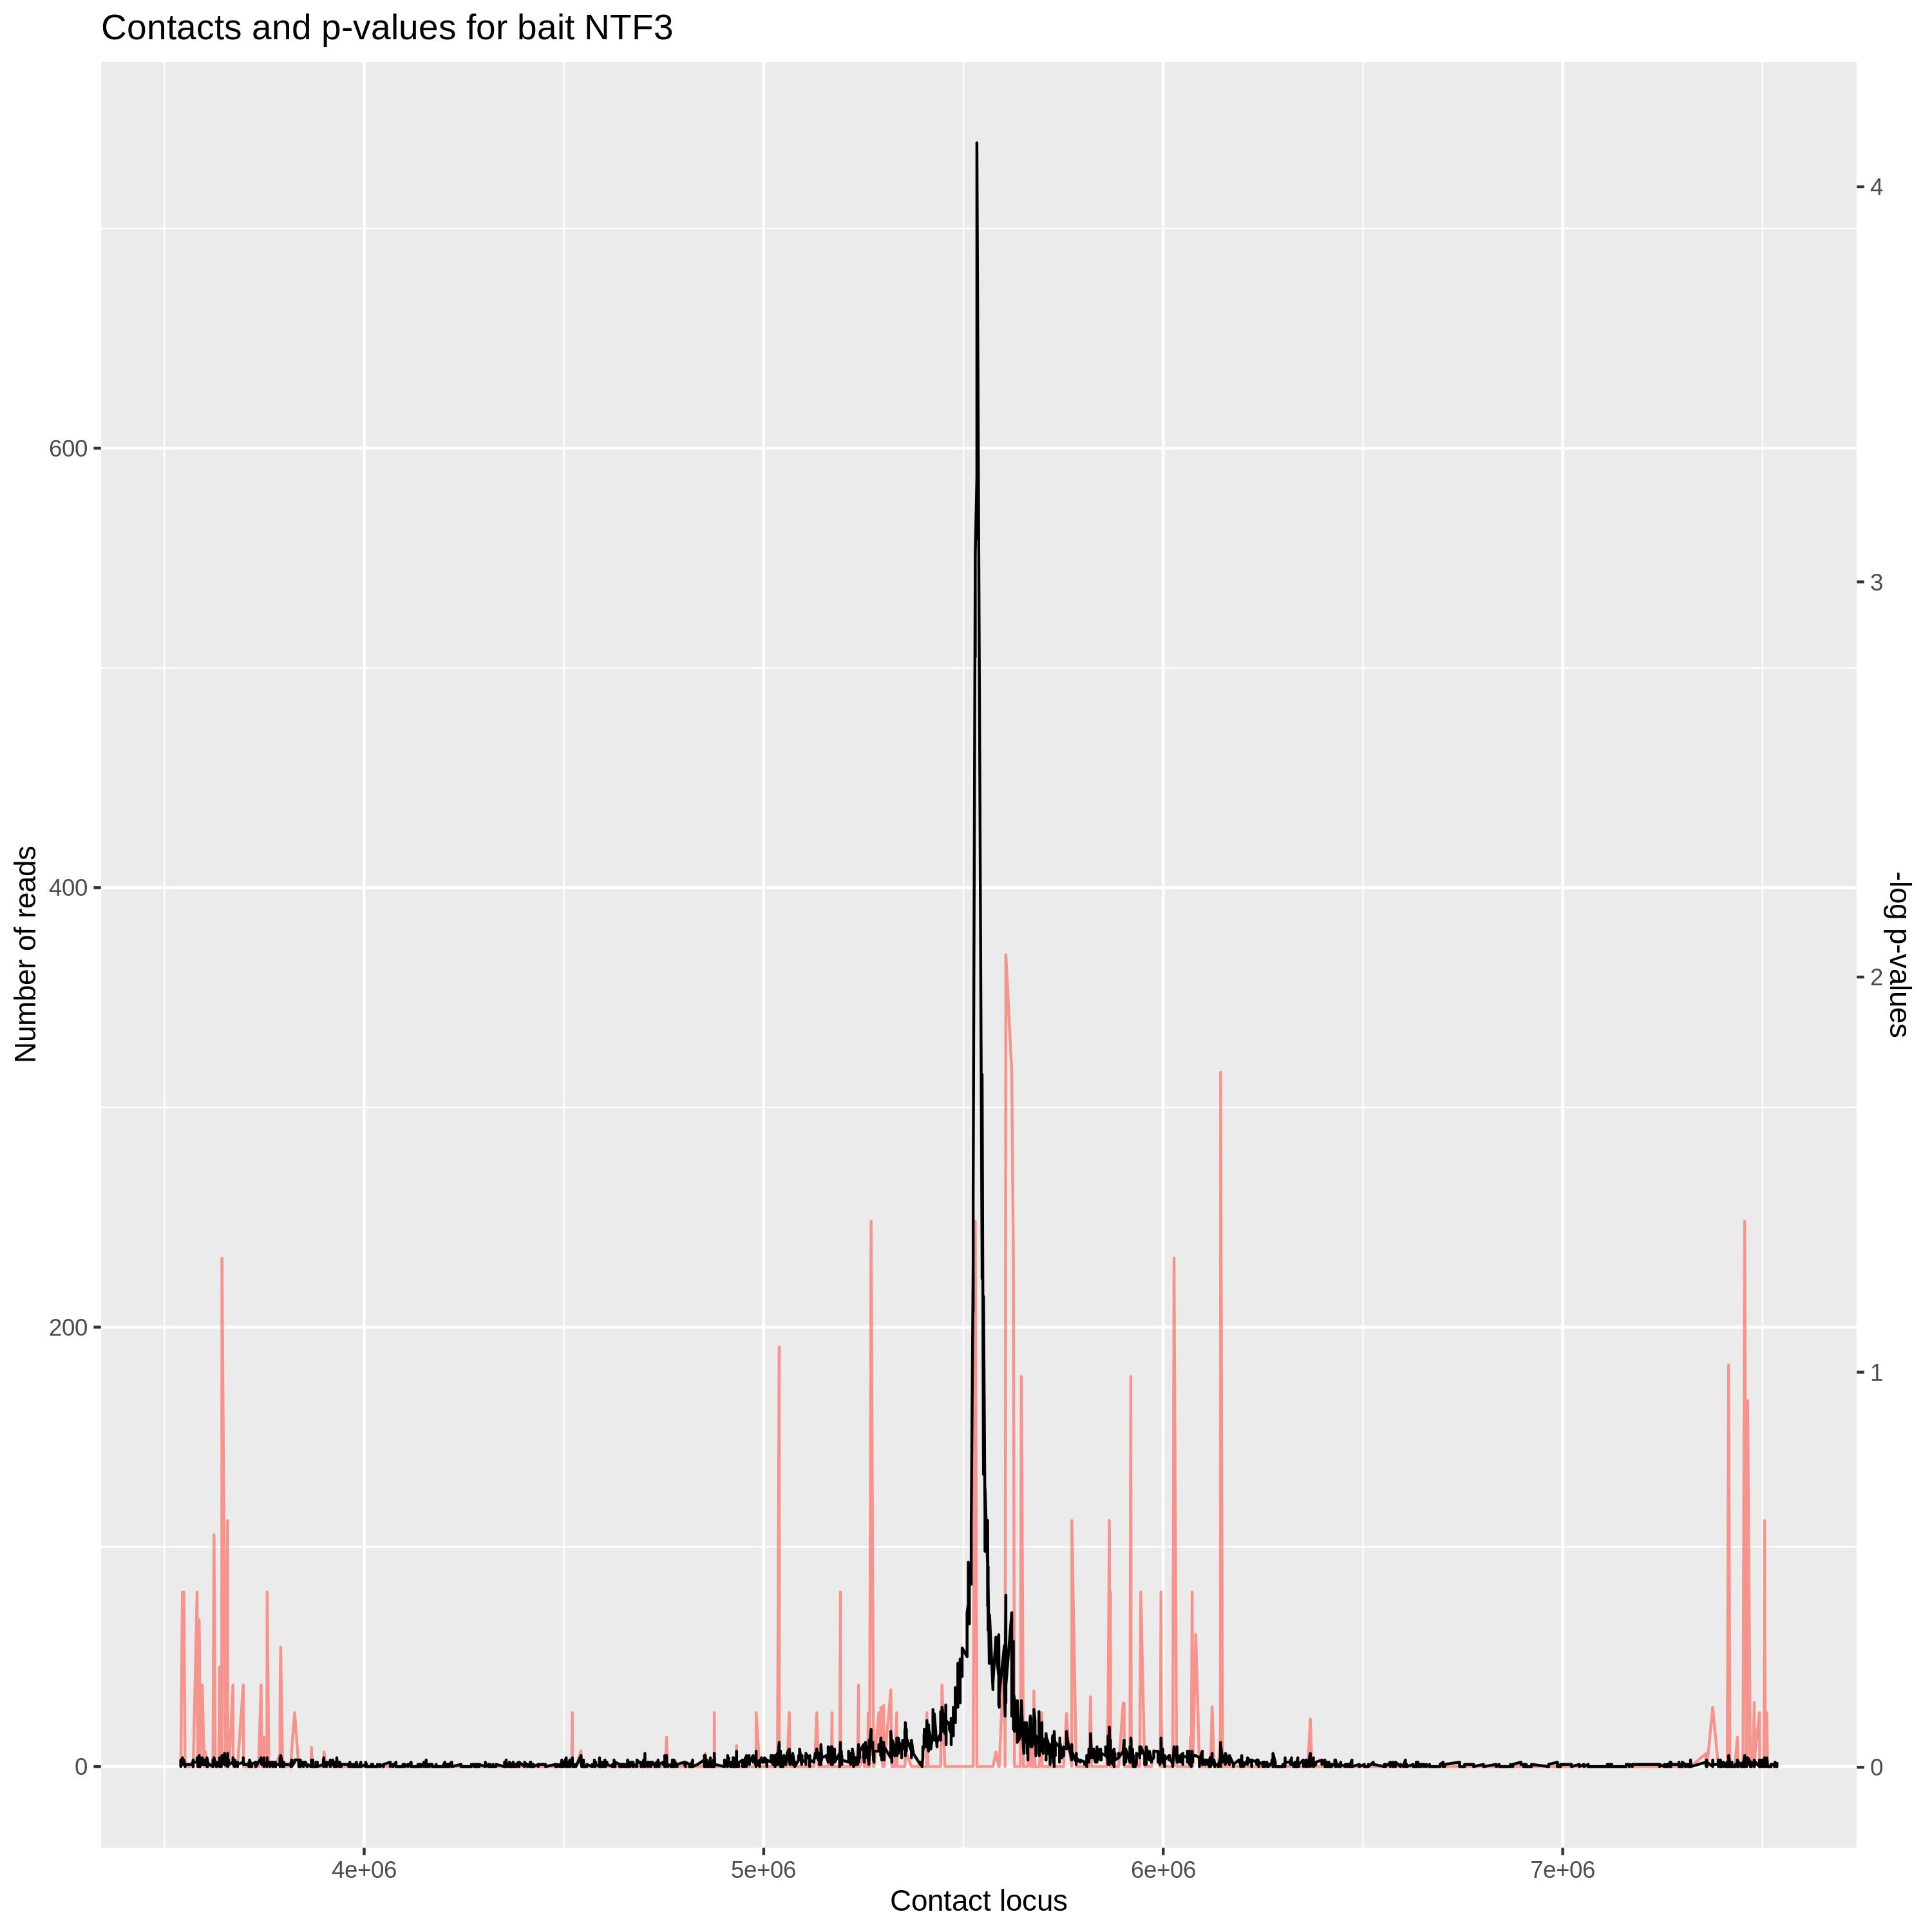 Contacts and p-values for bait NTF3
Number of reads
600
400
200
0
4
3
2
1
0
-log p-values
4e+06 5e+06 6e+06 7e+06
Contact locus